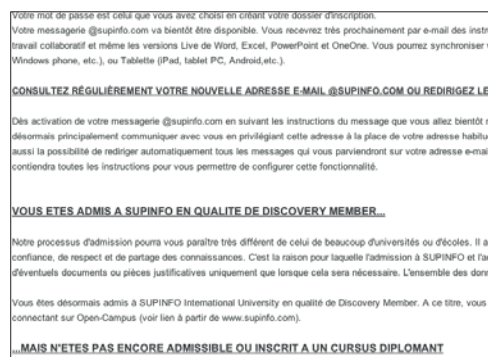 Votre mot de passe est celui que vous avez choisi en créant votre dossier d'inscription.
Votre messagerie @supinfo.com va bientôt être disponible. Vous recevrez très prochainement par e-mail des instr
travail collaboratif et même les versions Live de Word, Excel, PowerPoint et OneOne. Vous pourrez synchroniser
Windows phone, etc.), ou Tablette (iPad, tablet PC, Android,etc.).
CONSULTEZ RÉGULIÈREMENT VOTRE NOUVELLE ADRESSE E-MAIL @SUPINFO.COM OU REDIRIGEZ LE
Dès activation de votre messagerie @supinfo.com en suivant les instructions du message que vous allez bientôt
désormais principalement communiquer avec vous en privilégiant cette adresse à la place de votre adresse habitu
aussi la possibilité de rediriger automatiquement tous les messages qui vous parviendront sur votre adresse e-mai
contiendra toutes les instructions pour vous permettre de configurer cette fonctionnalité.
VOUS ETES ADMIS A SUPINFO EN QUALITE DE DISCOVERY MEMBER...
Notre processus d'admission pourra vous paraître très différent de celui de beaucoup d'universités ou d'écoles. Il a
confiance, de respect et de partage des connaissances. C'est la raison pour laquelle l'admission à SUPINFO et l'a
d'éventuels documents ou pièces justificatives uniquement que lorsque cela sera nécessaire. L'ensemble des don
Vous êtes désormais admis à SUPINFO International University en qualité de Discovery Member. A ce titre, vous
connectant sur Open-Campus (voir lien à partir de www.supinfo.com).
...MAIS N'ETES PAS ENCORE ADMISSIBLE OU INSCRIT A UN CURSUS DIPLOMANT